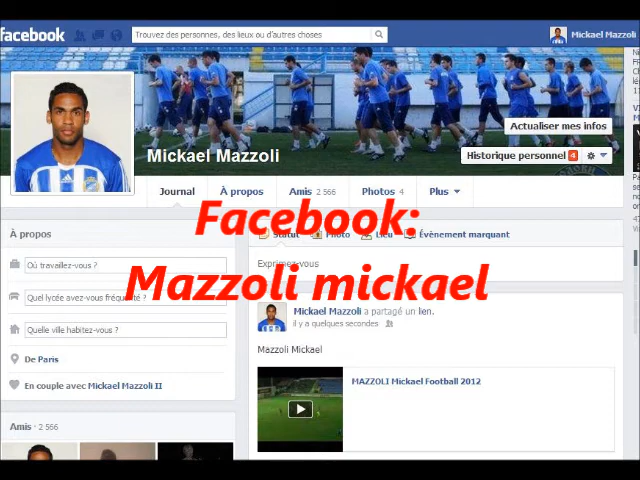 facebook
Trouvez des personnes, des lieux ou d'autres choses
Mickael Mazzoli
Actualiser mes infos
Mickael Mazzoli
Historique personnel 4
Journal À propos Amis 2 566 Photos 4 Plus
Facebook:
Mazzoli mickael
À propos
Statut Photo Lieu Évènement marquant
Exprimez-vous
Où travaillez-vous ?
Quel lycée avez-vous fréquenté ?
Quelle ville habitez-vous ?
De Paris
En couple avec Mickael Mazzoli II
Amis · 2 566
Mickael Mazzoli a partagé un lien.
il y a quelques secondes
Mazzoli Mickael
MAZZOLI Mickael Football 2012